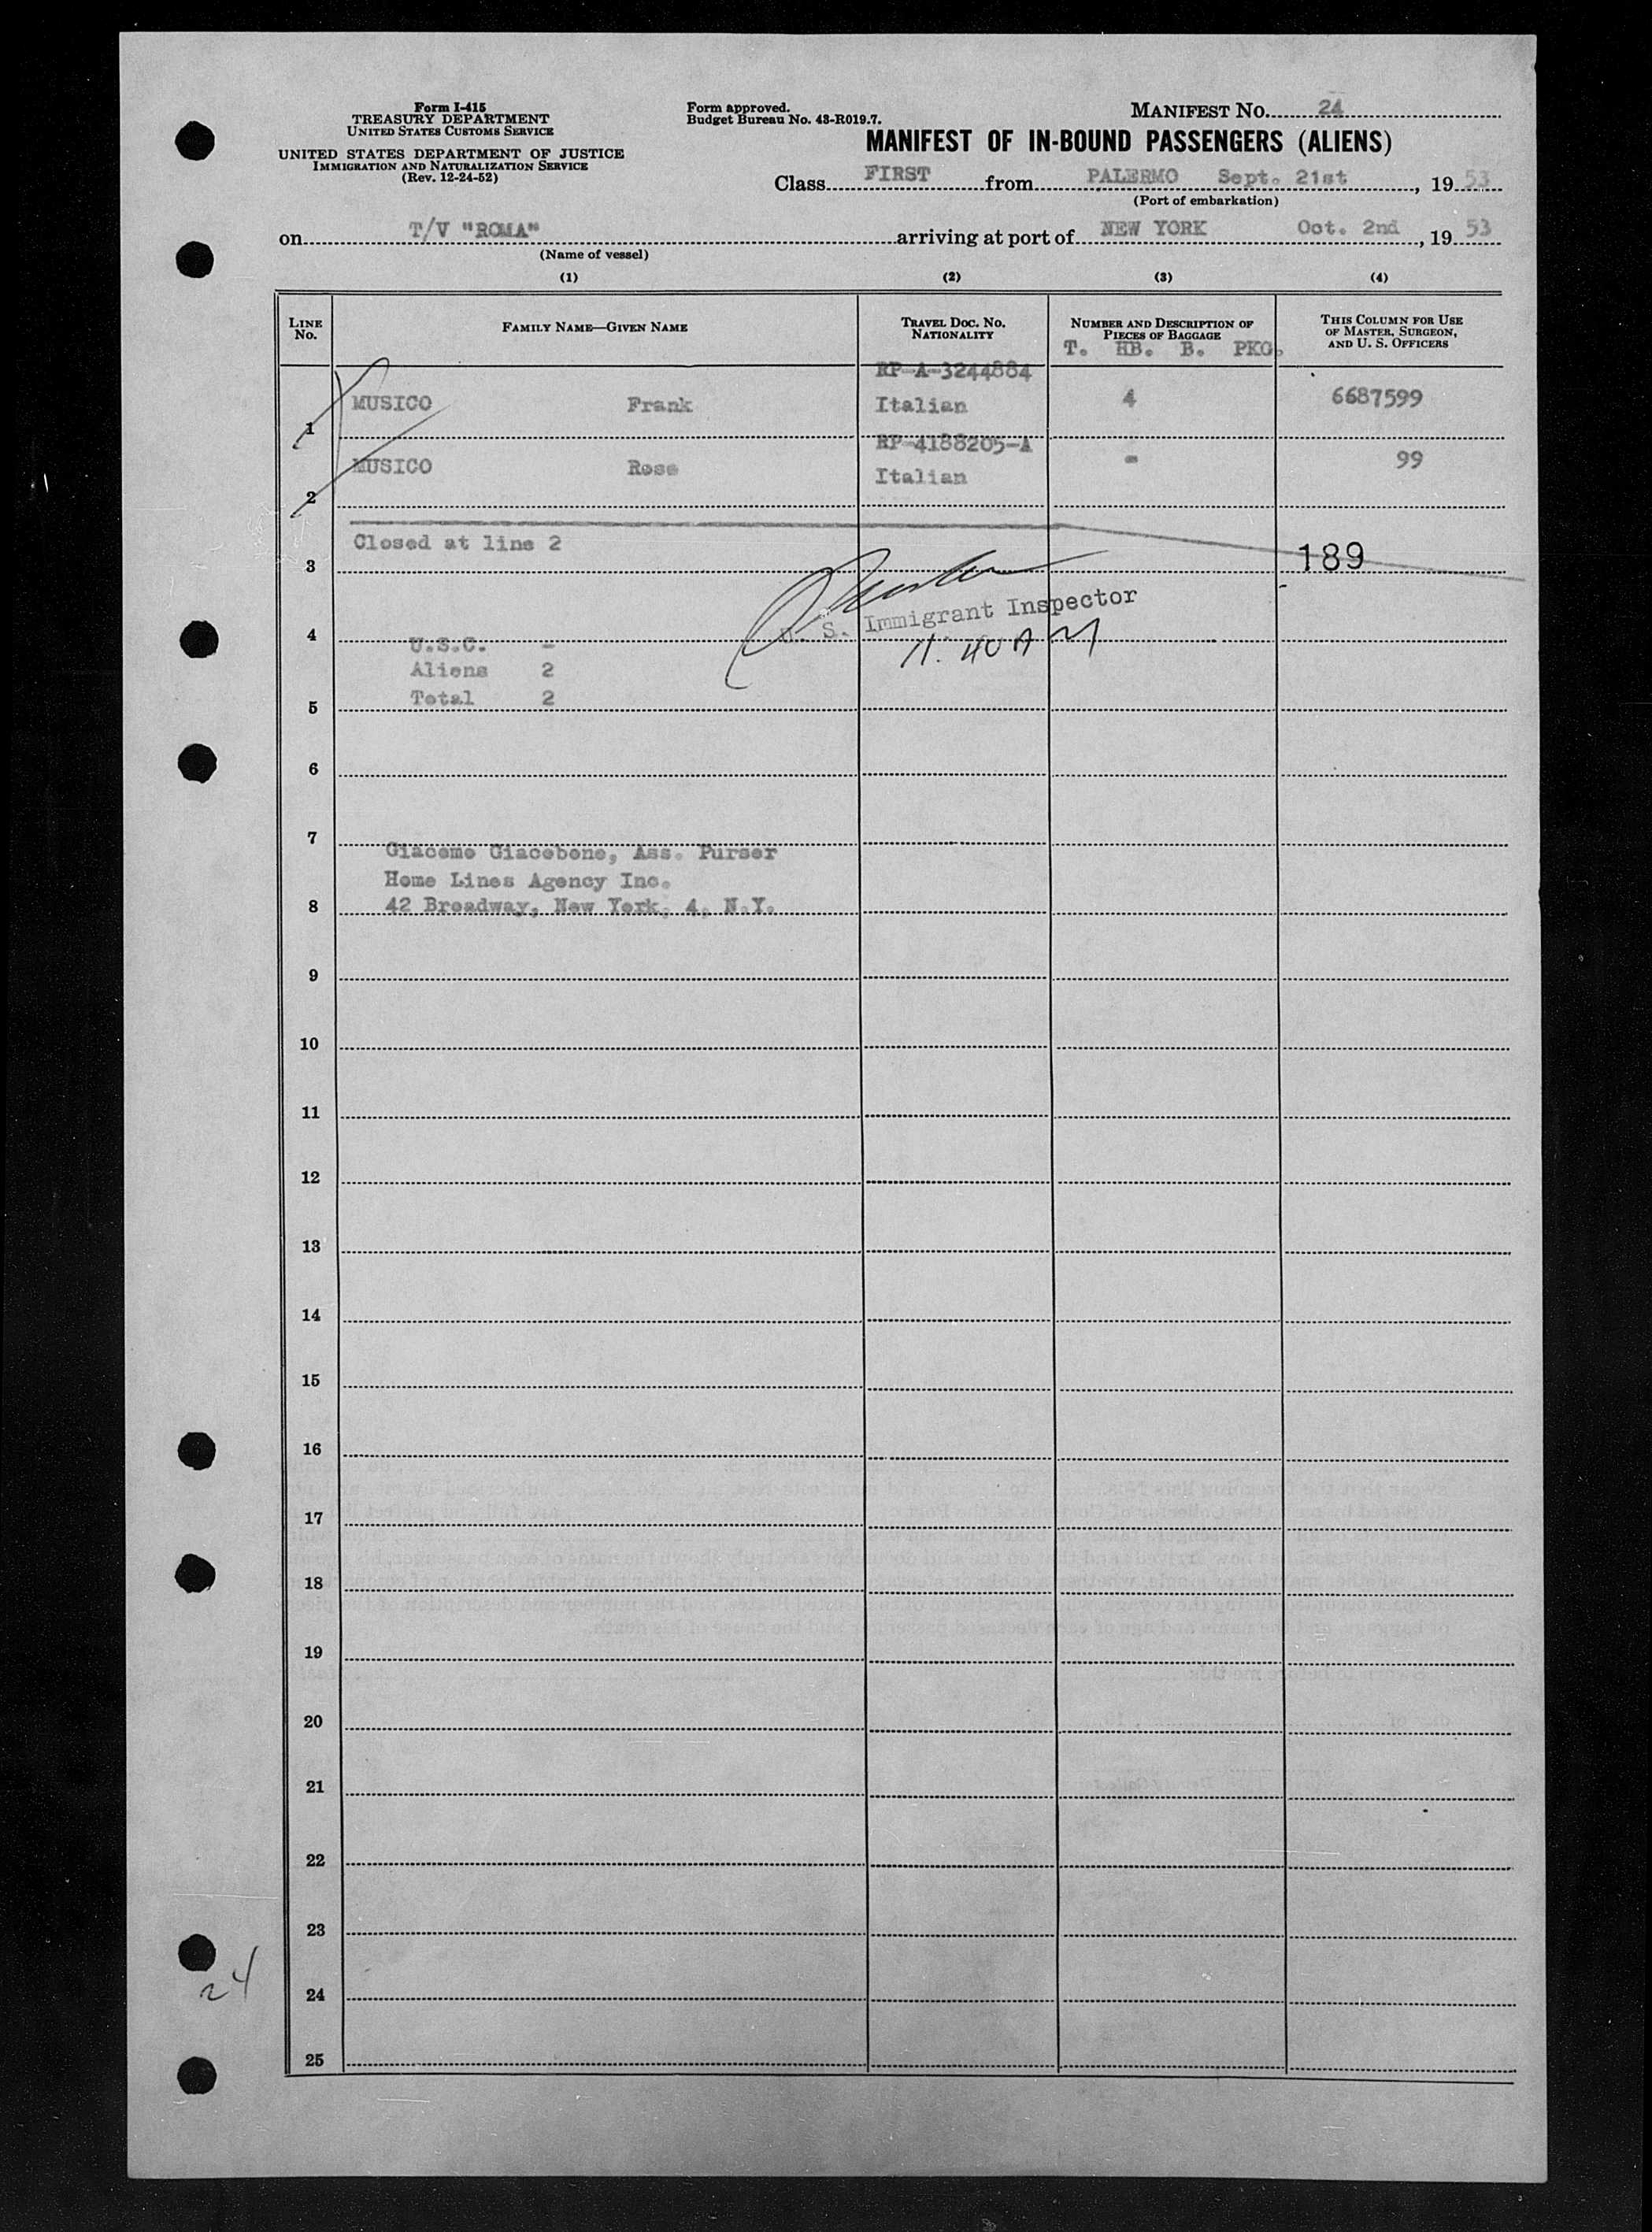 Form I-415
TREASURY DEPARTMENT
UNITED STATES CUSTOMS SERVICE
UNITED STATES DEPARTMENT OF JUSTICE
IMMIGRATION AND NATURALIZATION SERVICE
(Rev. 12-24-52)
Form approved.
Budget Bureau No. 43-R019.7.
MANIFEST NO. 24
MANIFEST OF IN-BOUND PASSENGERS (ALIENS)
Class FIRST from PALERMO Sept. 21st, 19 53
(Port of embarkation)
on T/V "ROMA" arriving at port of NEW YORK Oct. 2nd, 19 53
(Name of vessel)
(1) (2) (3) (4)
LINE NO.
FAMILY NAME—GIVEN NAME
TRAVEL DOC. NO. NATIONALITY
NUMBER AND DESCRIPTION OF PIECES OF BAGGAGE
T. HB. B. PKG.
THIS COLUMN FOR USE OF MASTER, SURGEON, AND U. S. OFFICERS
RP-A-3244884
1 MUSICO Frank Italian 4 6687599
RP-4188205-A
2 MUSICO Rose Italian - 99
3 Closed at line 2 189
U. S. Immigrant Inspector
11:40 AM
4 U.S.C. -
Aliens 2
5 Total 2
6
7
Giacomo Giacobone, Ass. Purser
Home Lines Agency Inc.
8 42 Broadway, New York, 4, N.Y.
9
10
11
12
13
14
15
16
17
18
19
20
21
22
23
24
24
25